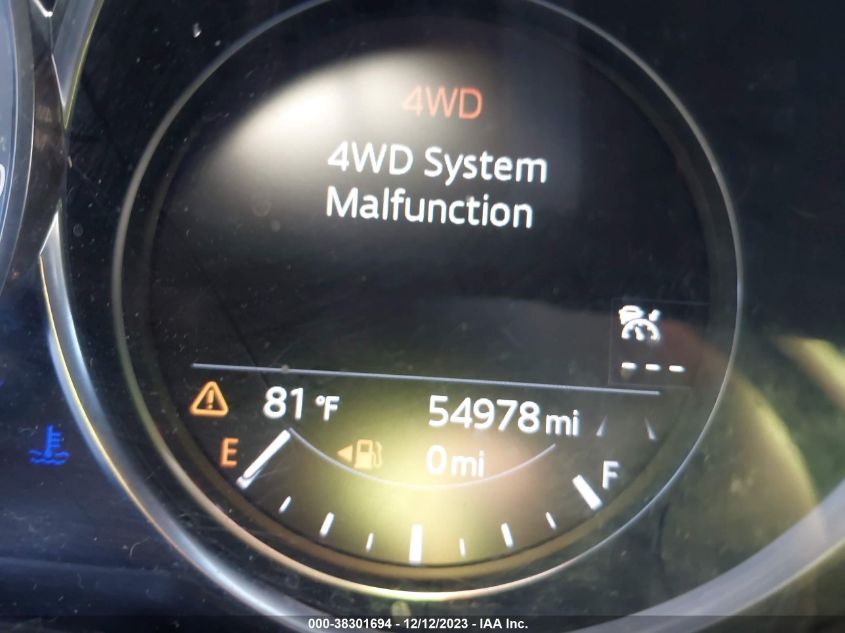 4WD
4WD System
Malfunction
- - -
81 °F 54978 mi
E 0 mi F
000-38301694 - 12/12/2023 - IAA Inc.